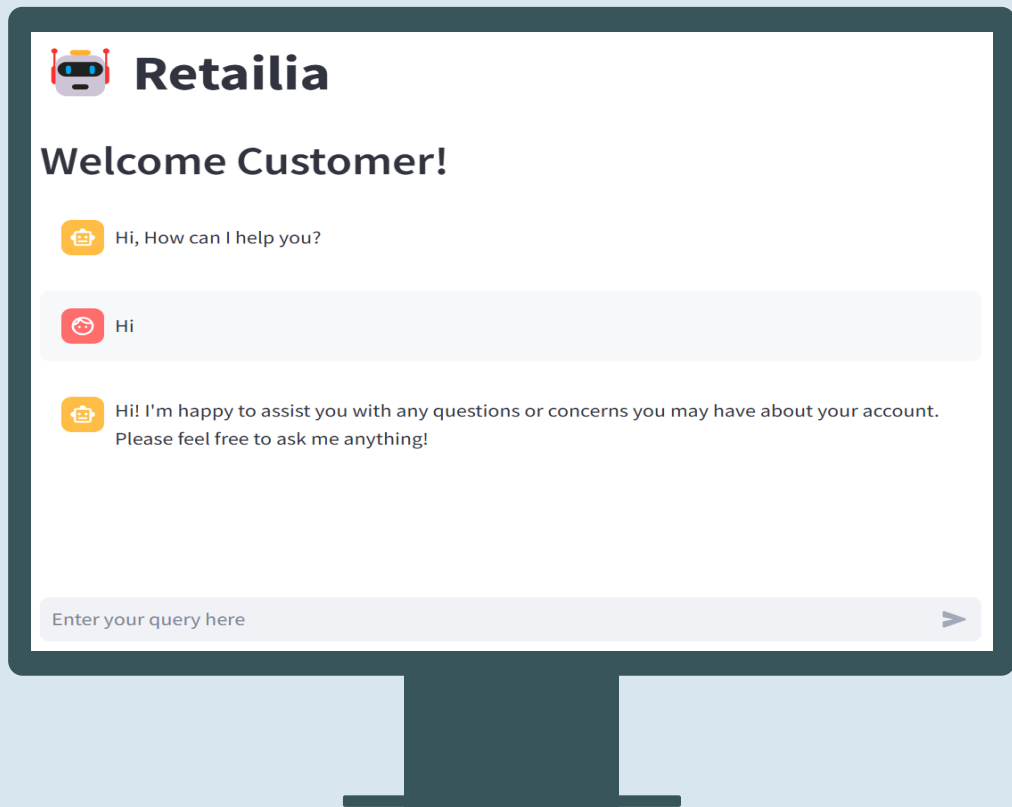 Retailia
Welcome Customer!
Hi, How can I help you?
Hi
Hi! I'm happy to assist you with any questions or concerns you may have about your account.
Please feel free to ask me anything!
Enter your query here